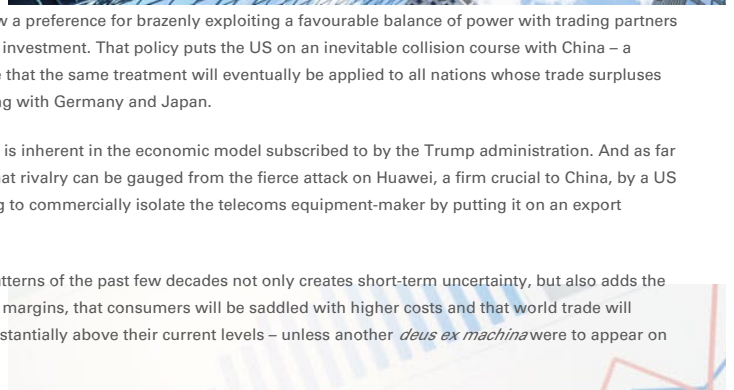 w a preference for brazenly exploiting a favourable balance of power with trading partners
investment. That policy puts the US on an inevitable collision course with China – a
that the same treatment will eventually be applied to all nations whose trade surpluses
ng with Germany and Japan.
is inherent in the economic model subscribed to by the Trump administration. And as far
at rivalry can be gauged from the fierce attack on Huawei, a firm crucial to China, by a US
g to commercially isolate the telecoms equipment-maker by putting it on an export
tterns of the past few decades not only creates short-term uncertainty, but also adds the
margins, that consumers will be saddled with higher costs and that world trade will
stantially above their current levels – unless another deus ex machina were to appear on